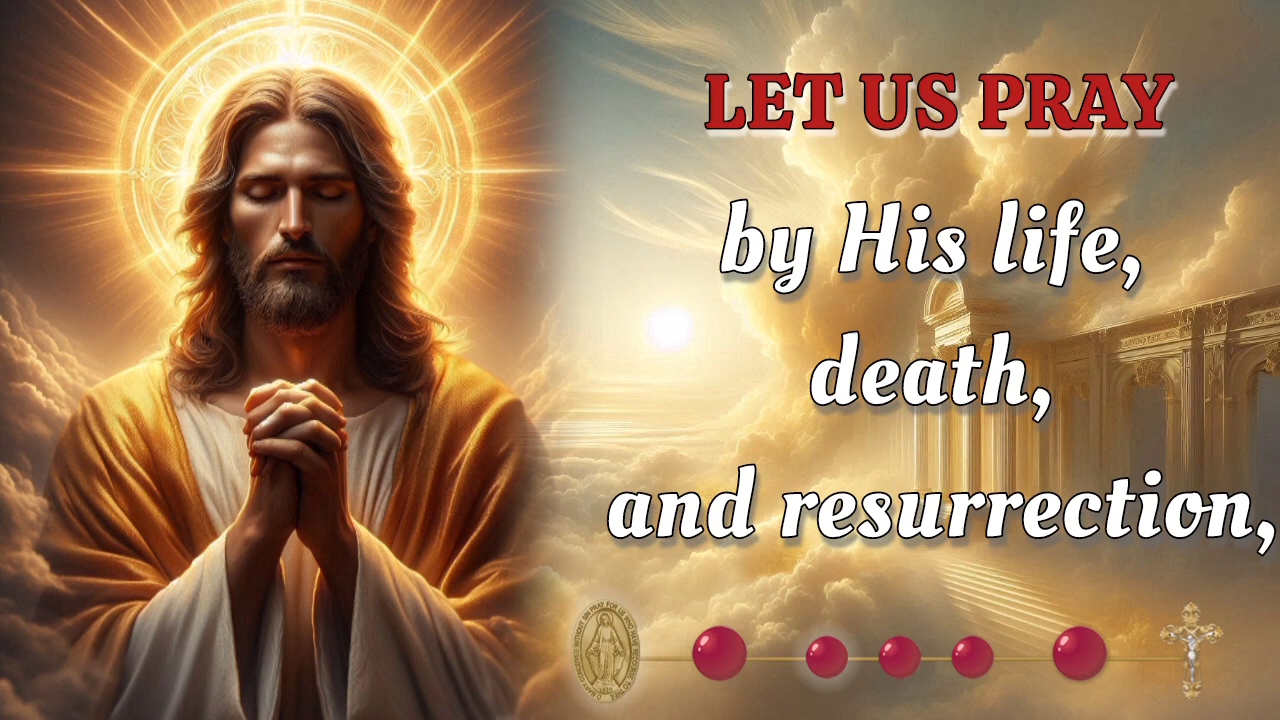 LET US PRAY
by His life,
death,
and resurrection,